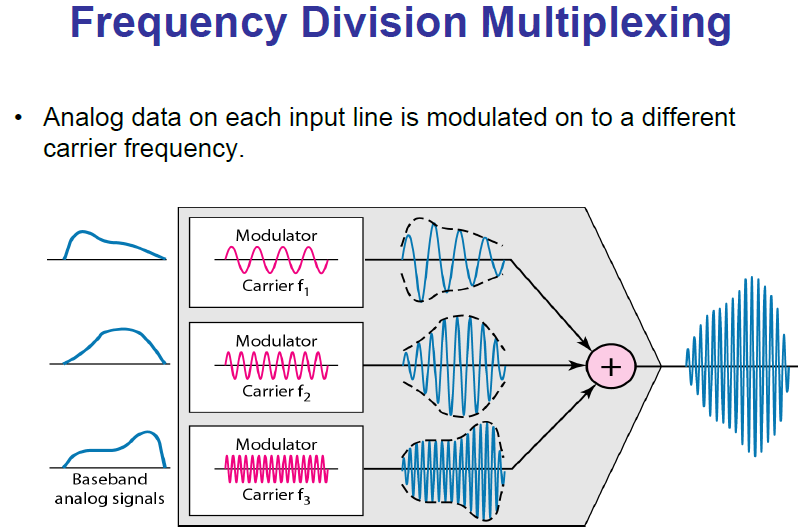 Frequency Division Multiplexing
• Analog data on each input line is modulated on to a different
carrier frequency.
Modulator
Carrier f1
Modulator
Carrier f2
+
Modulator
Carrier f3
Baseband
analog signals